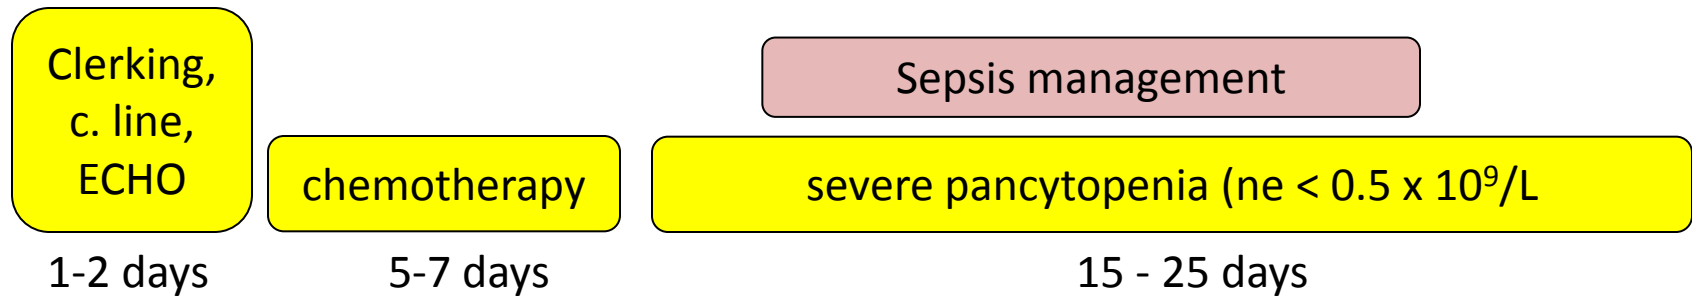 Clerking,
c. line,
ECHO
1-2 days
chemotherapy
5-7 days
Sepsis management
severe pancytopenia (ne < 0.5 x 10⁹/L
15 - 25 days